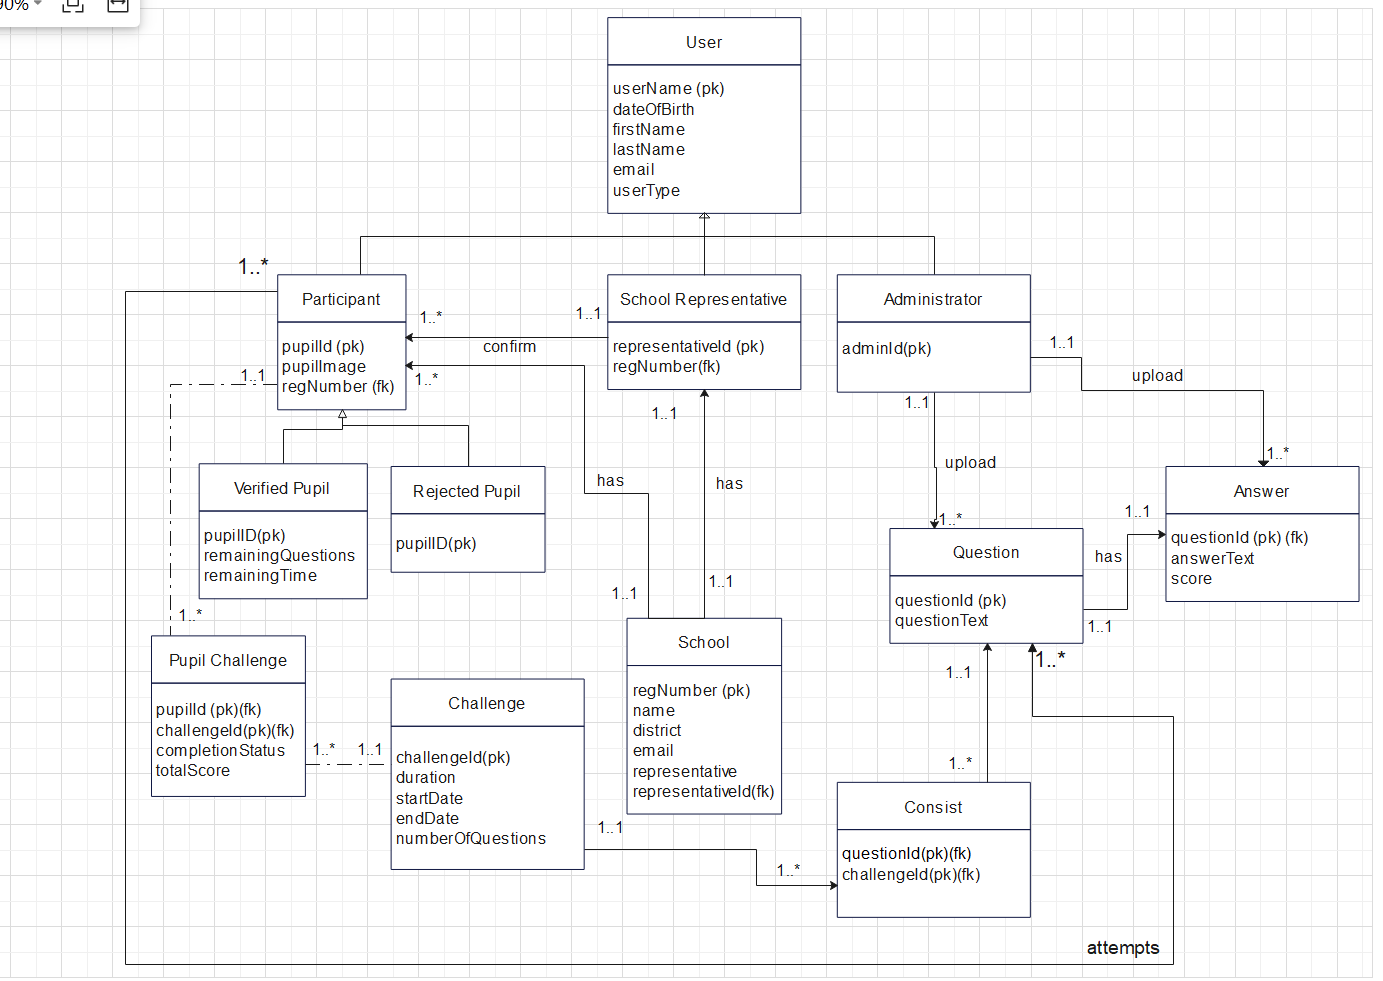 90%
User
userName (pk)
dateOfBirth
firstName
lastName
email
userType
1..*
Participant
pupilId (pk)
pupilImage
regNumber (fk)
School Representative
representativeId (pk)
regNumber(fk)
Administrator
adminId(pk)
1..*
1..1
confirm
1..*
1..1
1..1
upload
1..1
1..1
upload
1..*
1..*
has
has
Verified Pupil
pupilID(pk)
remainingQuestions
remainingTime
Rejected Pupil
pupilID(pk)
Answer
questionId (pk) (fk)
answerText
score
1..1
has
1..1
Question
questionId (pk)
questionText
1..*
1..1
1..1
Pupil Challenge
pupilId (pk)(fk)
challengeId(pk)(fk)
completionStatus
totalScore
1..*
1..1
Challenge
challengeId(pk)
duration
startDate
endDate
numberOfQuestions
School
regNumber (pk)
name
district
email
representative
representativeId(fk)
1..1
1..*
1..*
1..1
1..*
Consist
questionId(pk)(fk)
challengeId(pk)(fk)
attempts